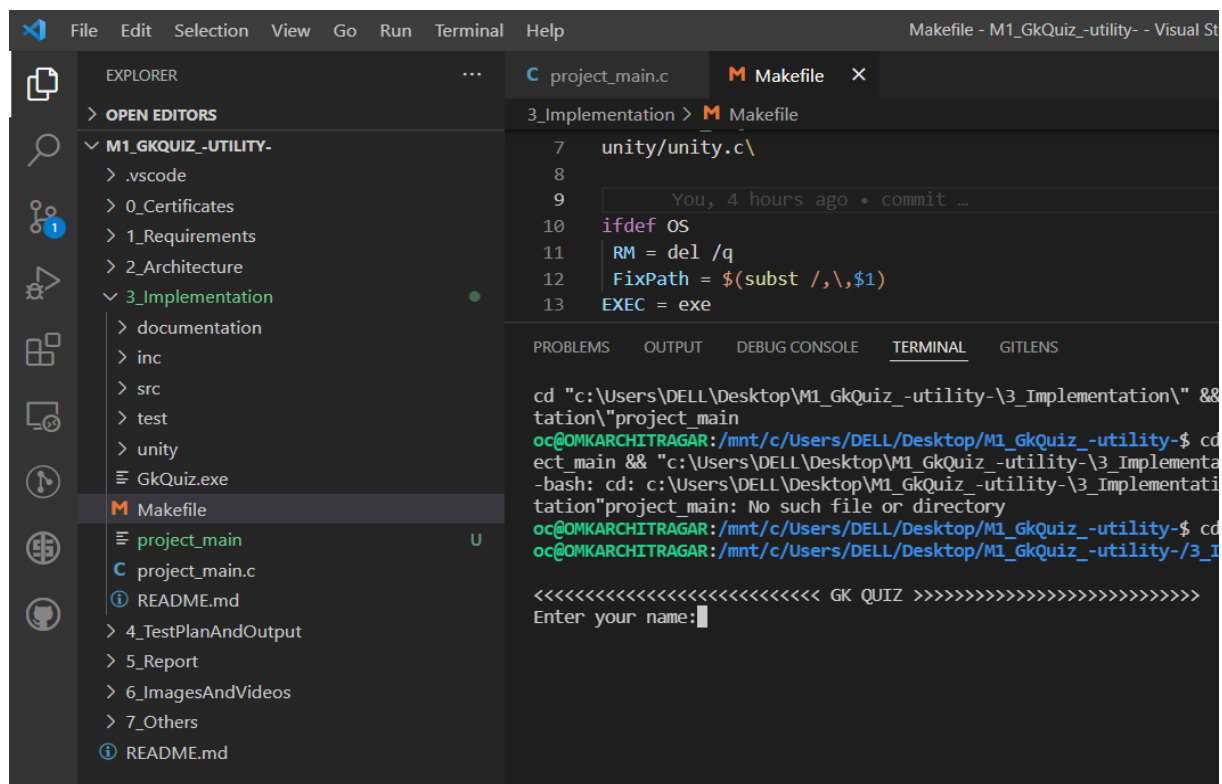 File Edit Selection View Go Run Terminal Help Makefile - M1_GkQuiz_-utility- - Visual St
EXPLORER ···
> OPEN EDITORS
M1_GKQUIZ_-UTILITY-
> .vscode
> 0_Certificates
> 1_Requirements
> 2_Architecture
3_Implementation
> documentation
> inc
> src
> test
> unity
GkQuiz.exe
M Makefile
project_main U
C project_main.c
README.md
> 4_TestPlanAndOutput
> 5_Report
> 6_ImagesAndVideos
> 7_Others
README.md
1
C project_main.c M Makefile ×
3_Implementation > M Makefile
7 unity/unity.c\
8
9 You, 4 hours ago • commit …
10 ifdef OS
11 RM = del /q
12 FixPath = $(subst /,\,$1)
13 EXEC = exe
PROBLEMS OUTPUT DEBUG CONSOLE TERMINAL GITLENS
cd "c:\Users\DELL\Desktop\M1_GkQuiz_-utility-\3_Implementation\" &&
tation\"project_main
oc@OMKARCHITRAGAR:/mnt/c/Users/DELL/Desktop/M1_GkQuiz_-utility-$ cd
ect_main && "c:\Users\DELL\Desktop\M1_GkQuiz_-utility-\3_Implementa
-bash: cd: c:\Users\DELL\Desktop\M1_GkQuiz_-utility-\3_Implementati
tation"project_main: No such file or directory
oc@OMKARCHITRAGAR:/mnt/c/Users/DELL/Desktop/M1_GkQuiz_-utility-$ cd
oc@OMKARCHITRAGAR:/mnt/c/Users/DELL/Desktop/M1_GkQuiz_-utility-/3_I
<<<<<<<<<<<<<<<<<<<<<<<<<<<< GK QUIZ >>>>>>>>>>>>>>>>>>>>>>>>>>>>
Enter your name: